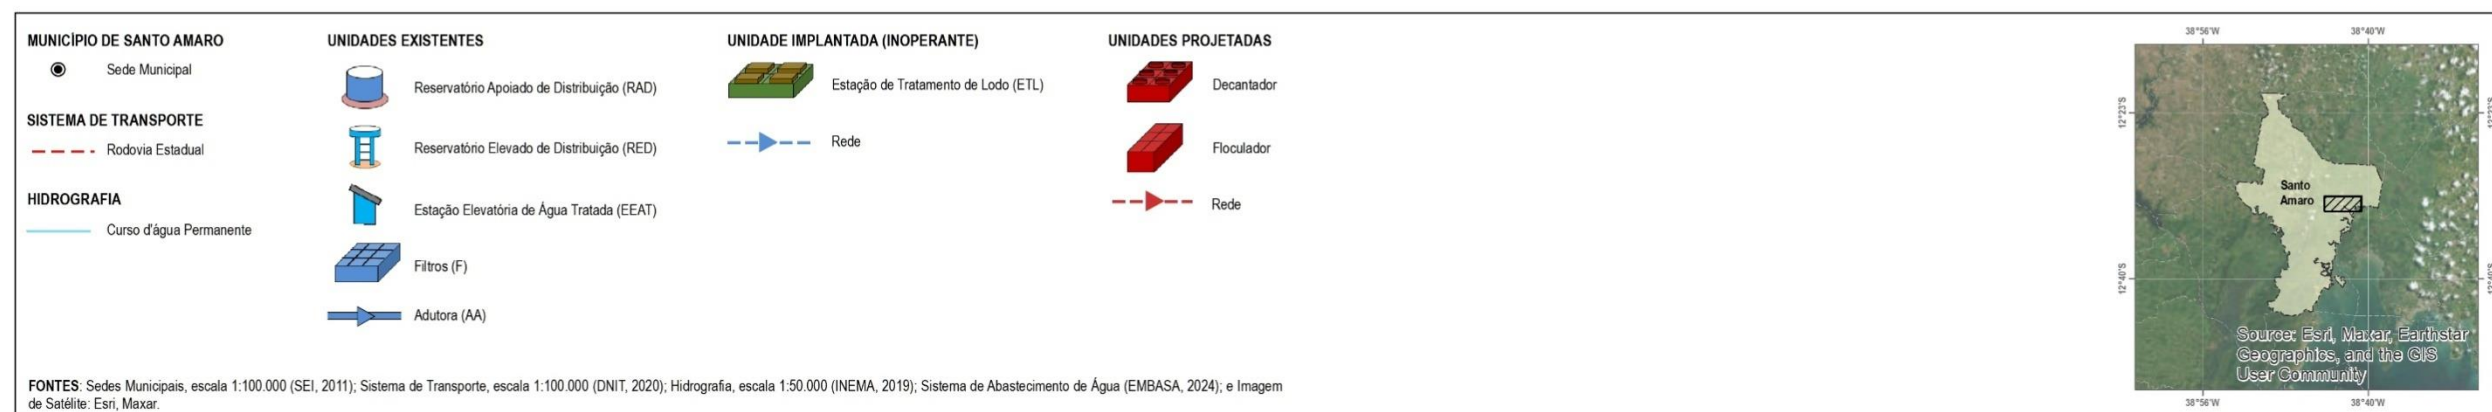 MUNICÍPIO DE SANTO AMARO
Sede Municipal
SISTEMA DE TRANSPORTE
Rodovia Estadual
HIDROGRAFIA
Curso d'água Permanente
UNIDADES EXISTENTES
Reservatório Apoiado de Distribuição (RAD)
Reservatório Elevado de Distribuição (RED)
Estação Elevatória de Água Tratada (EEAT)
Filtros (F)
Adutora (AA)
UNIDADE IMPLANTADA (INOPERANTE)
Estação de Tratamento de Lodo (ETL)
Rede
UNIDADES PROJETADAS
Decantador
Floculador
Rede
38°56'W
38°40'W
12°23'S
12°23'S
Santo
Amaro
12°40'S
12°40'S
Source: Esri, Maxar, Earthstar
Geographics, and the GIS
User Community
38°56'W
38°40'W
FONTES: Sedes Municipais, escala 1:100.000 (SEI, 2011); Sistema de Transporte, escala 1:100.000 (DNIT, 2020); Hidrografia, escala 1:50.000 (INEMA, 2019); Sistema de Abastecimento de Água (EMBASA, 2024); e Imagem
de Satélite: Esri, Maxar.